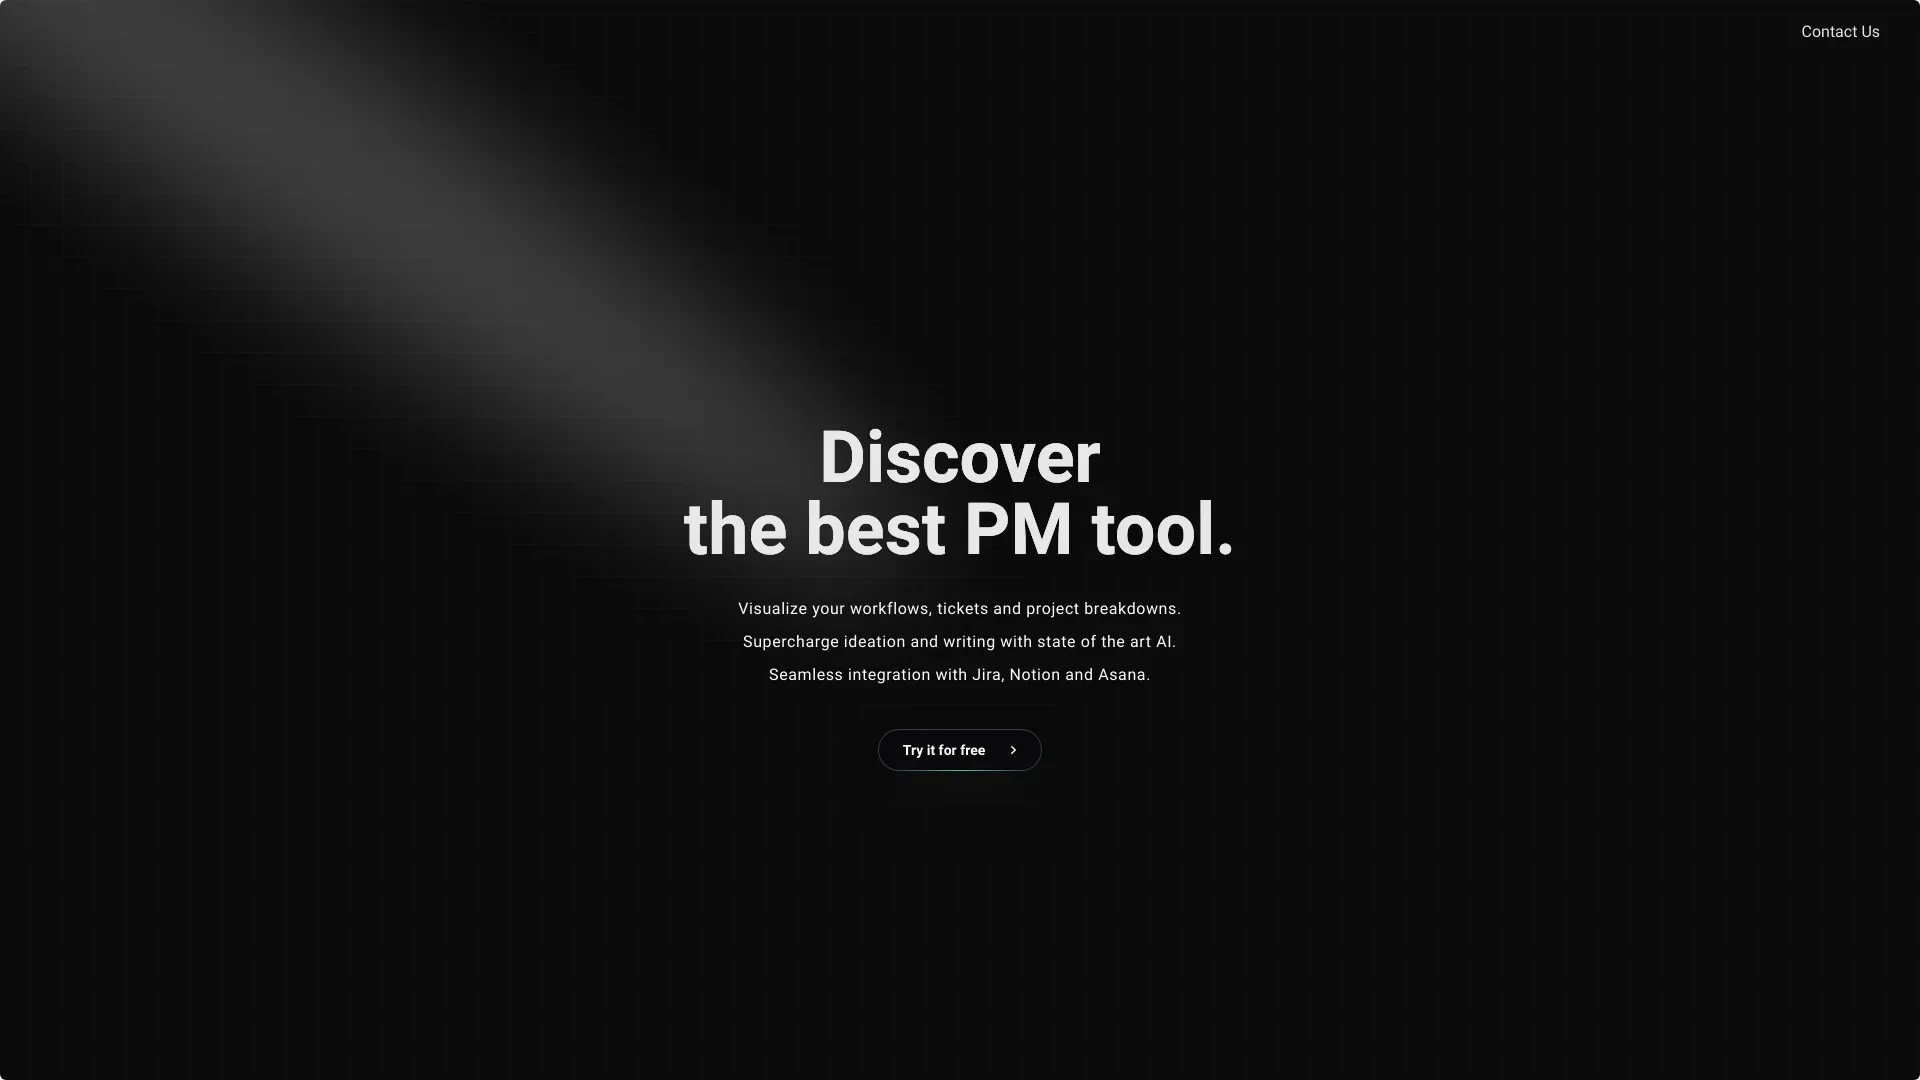 Contact Us
Discover
the best PM tool.
Visualize your workflows, tickets and project breakdowns.
Supercharge ideation and writing with state of the art AI.
Seamless integration with Jira, Notion and Asana.
Try it for free